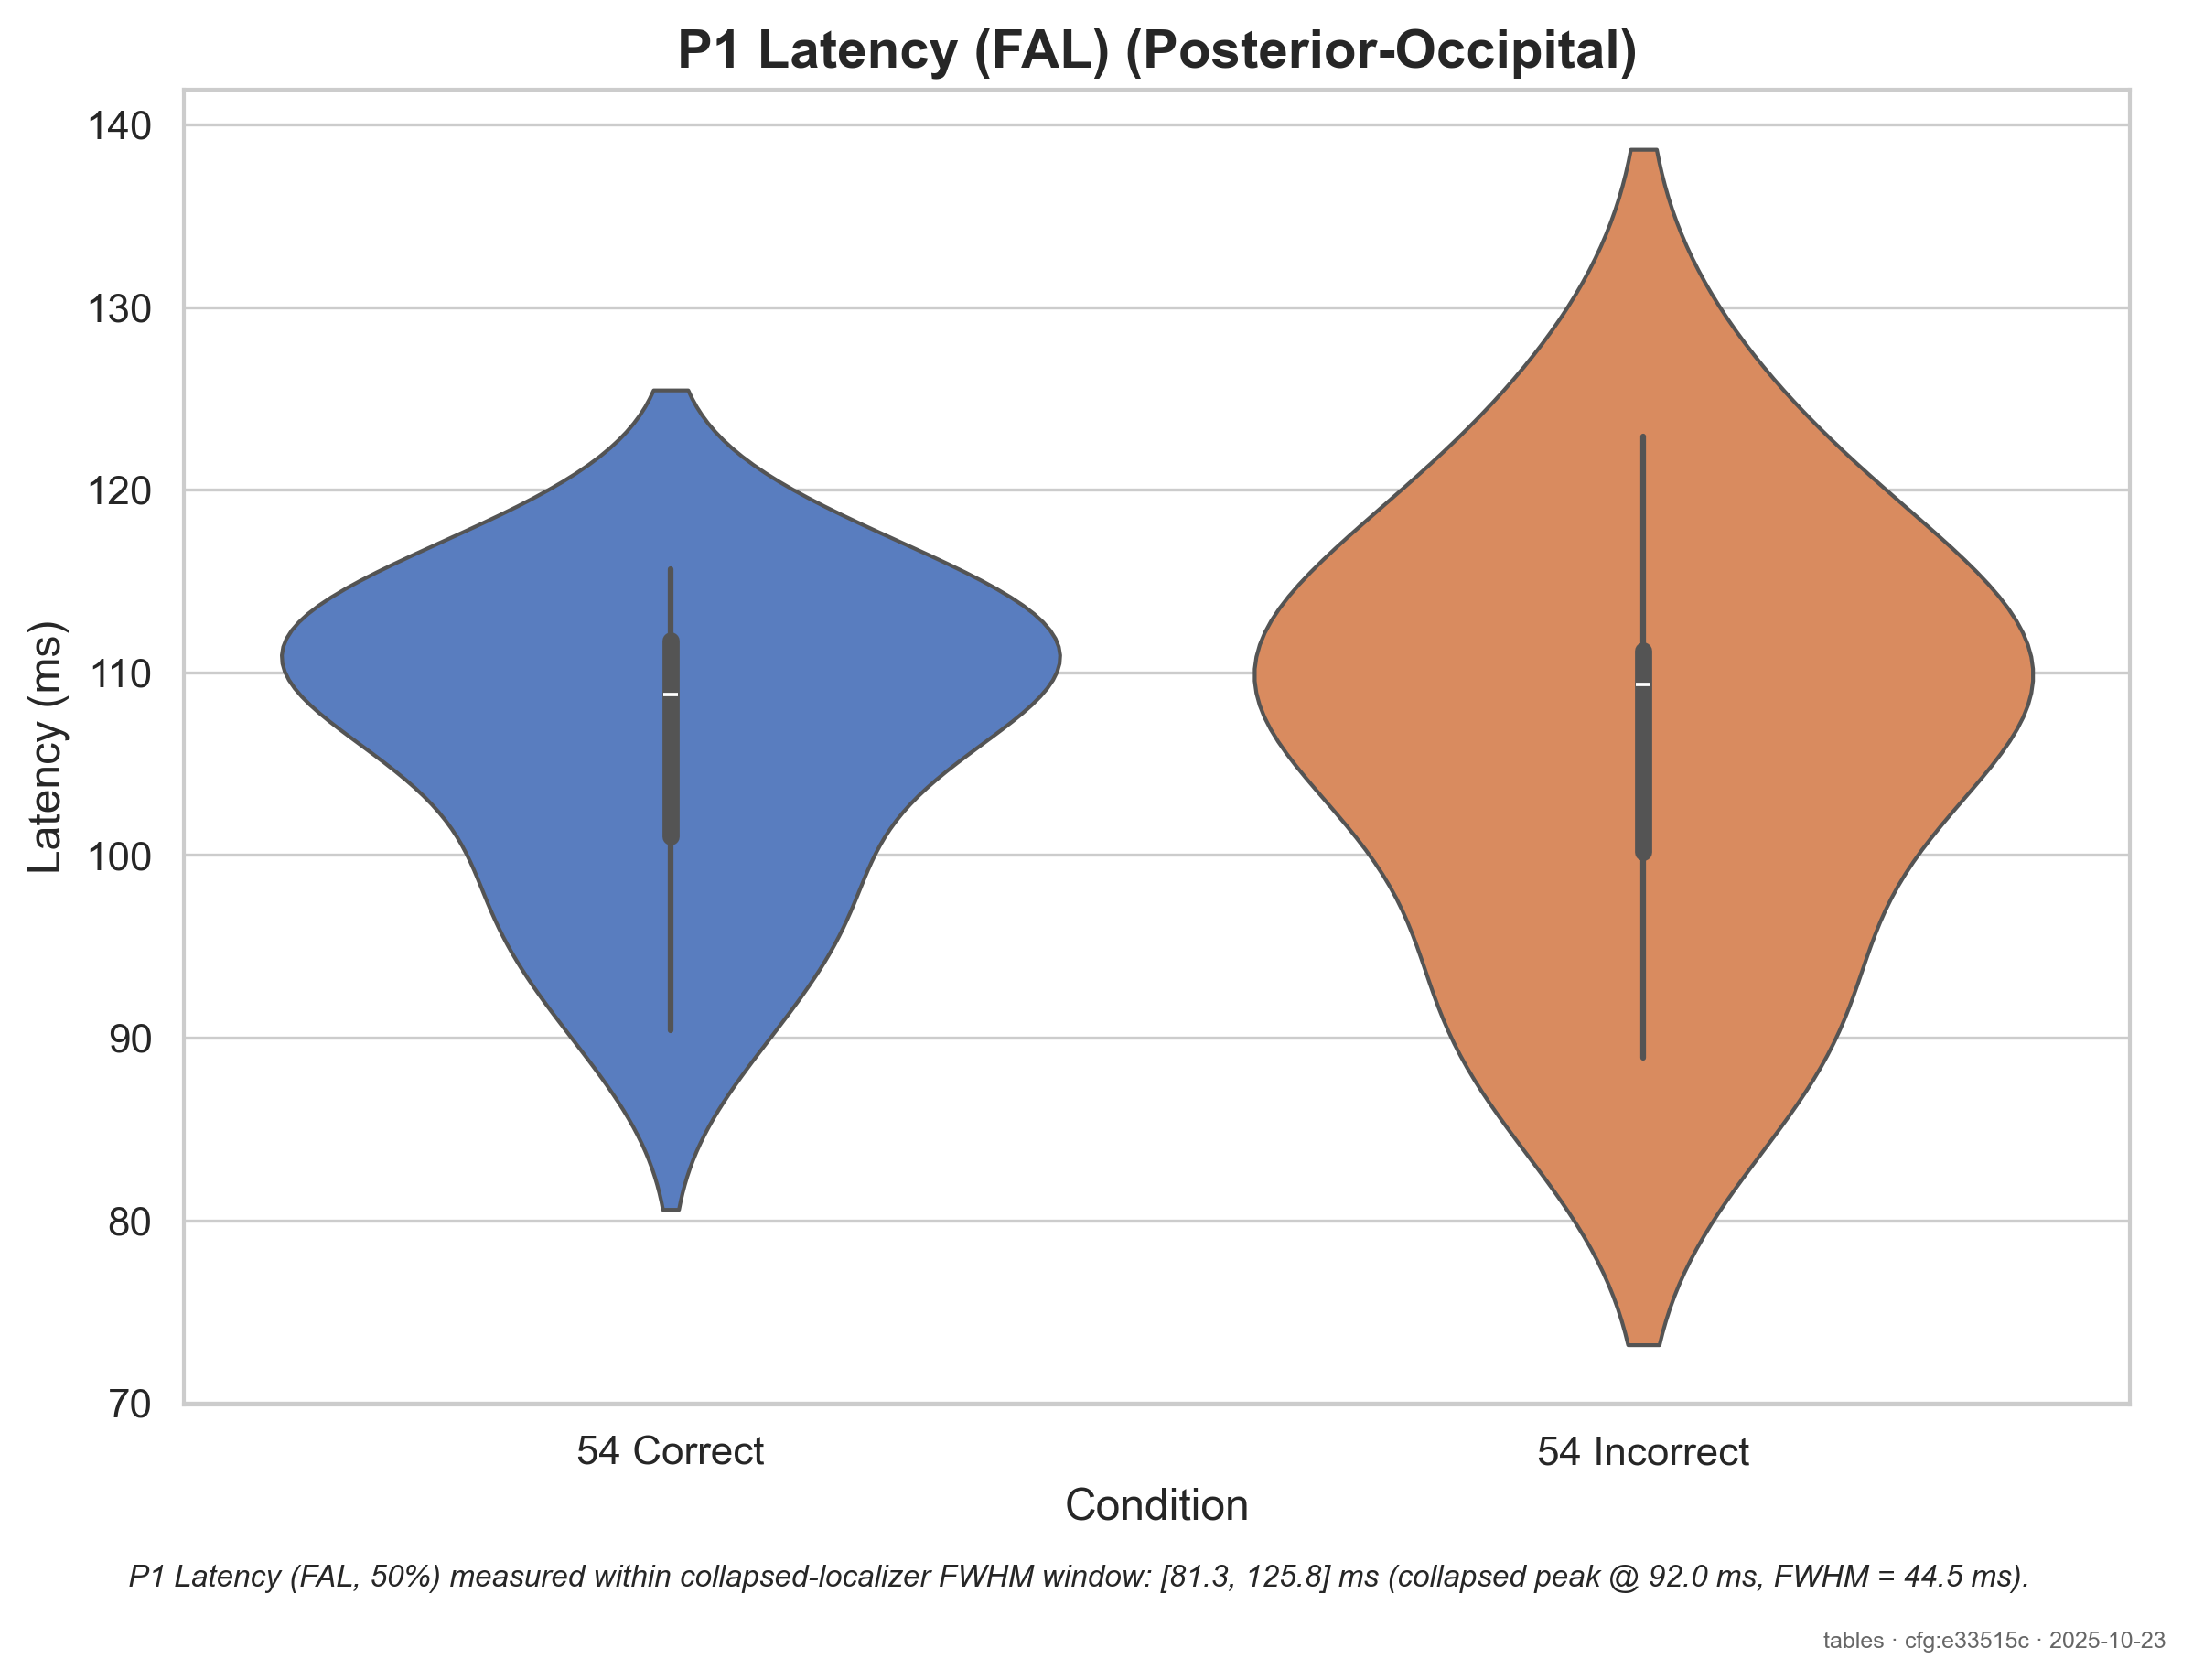 P1 Latency (FAL) (Posterior-Occipital)
140
130
120
110
100
90
80
70
Latency (ms)
54 Correct
54 Incorrect
Condition
P1 Latency (FAL, 50%) measured within collapsed-localizer FWHM window: [81.3, 125.8] ms (collapsed peak @ 92.0 ms, FWHM = 44.5 ms).
tables · cfg:e33515c · 2025-10-23